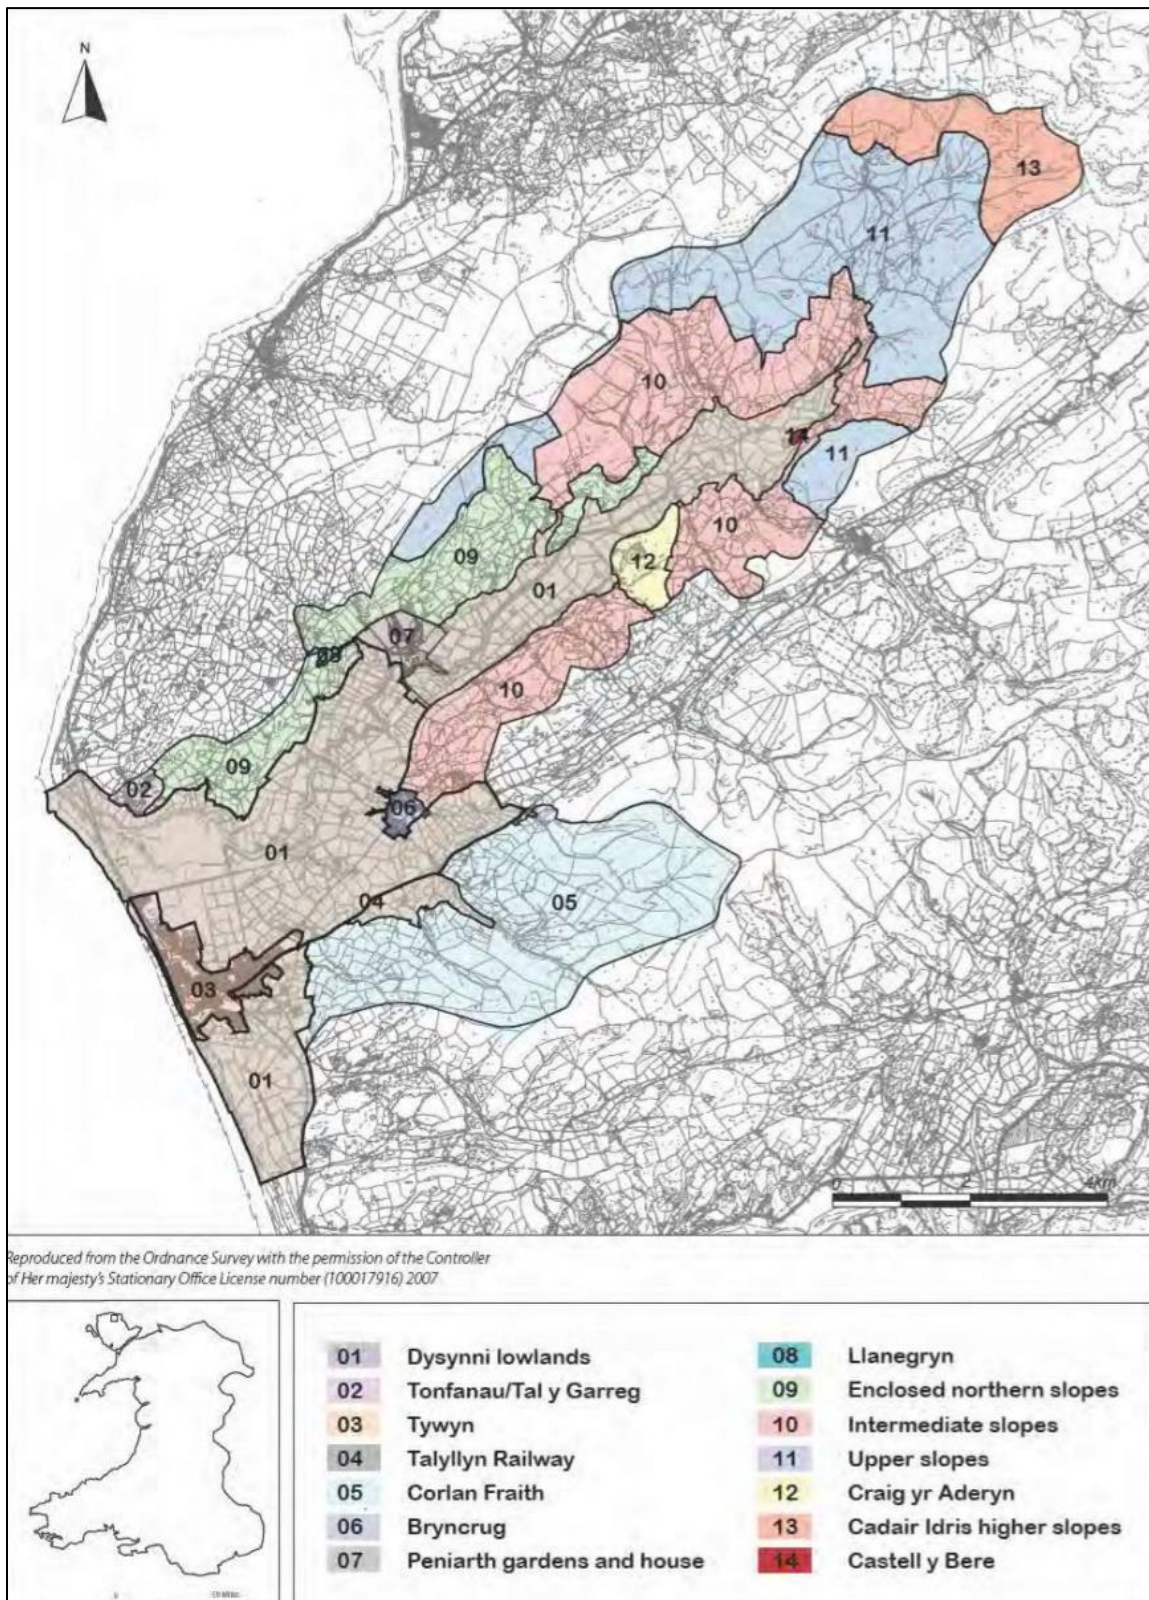 N
13
11
10
14
11
10
09
12
01
07
08
10
09
02
06
01
05
04
03
01
0 2 4Km
Reproduced from the Ordnance Survey with the permission of the Controller
of Her majesty's Stationary Office License number (100017916) 2007
01 Dysynni lowlands
02 Tonfanau/Tal y Garreg
03 Tywyn
04 Talyllyn Railway
05 Corlan Fraith
06 Bryncrug
07 Peniarth gardens and house
08 Llanegryn
09 Enclosed northern slopes
10 Intermediate slopes
11 Upper slopes
12 Craig yr Aderyn
13 Cadair Idris higher slopes
14 Castell y Bere